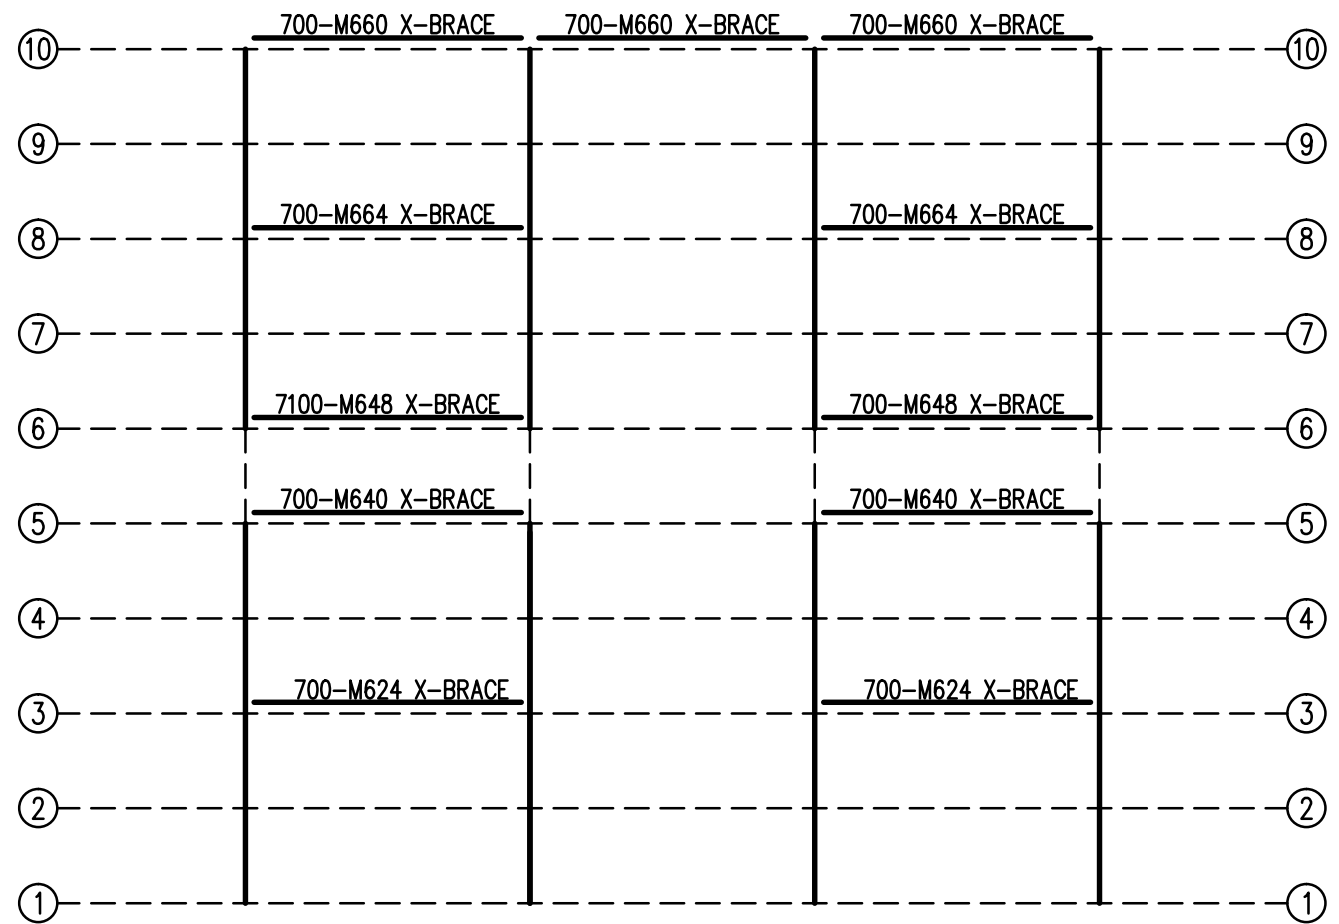 700-M660 X-BRACE 700-M660 X-BRACE 700-M660 X-BRACE
10 10
9 9
700-M664 X-BRACE 700-M664 X-BRACE
8 8
7 7
7100-M648 X-BRACE 700-M648 X-BRACE
6 6
700-M640 X-BRACE 700-M640 X-BRACE
5 5
4 4
700-M624 X-BRACE 700-M624 X-BRACE
3 3
2 2
1 1